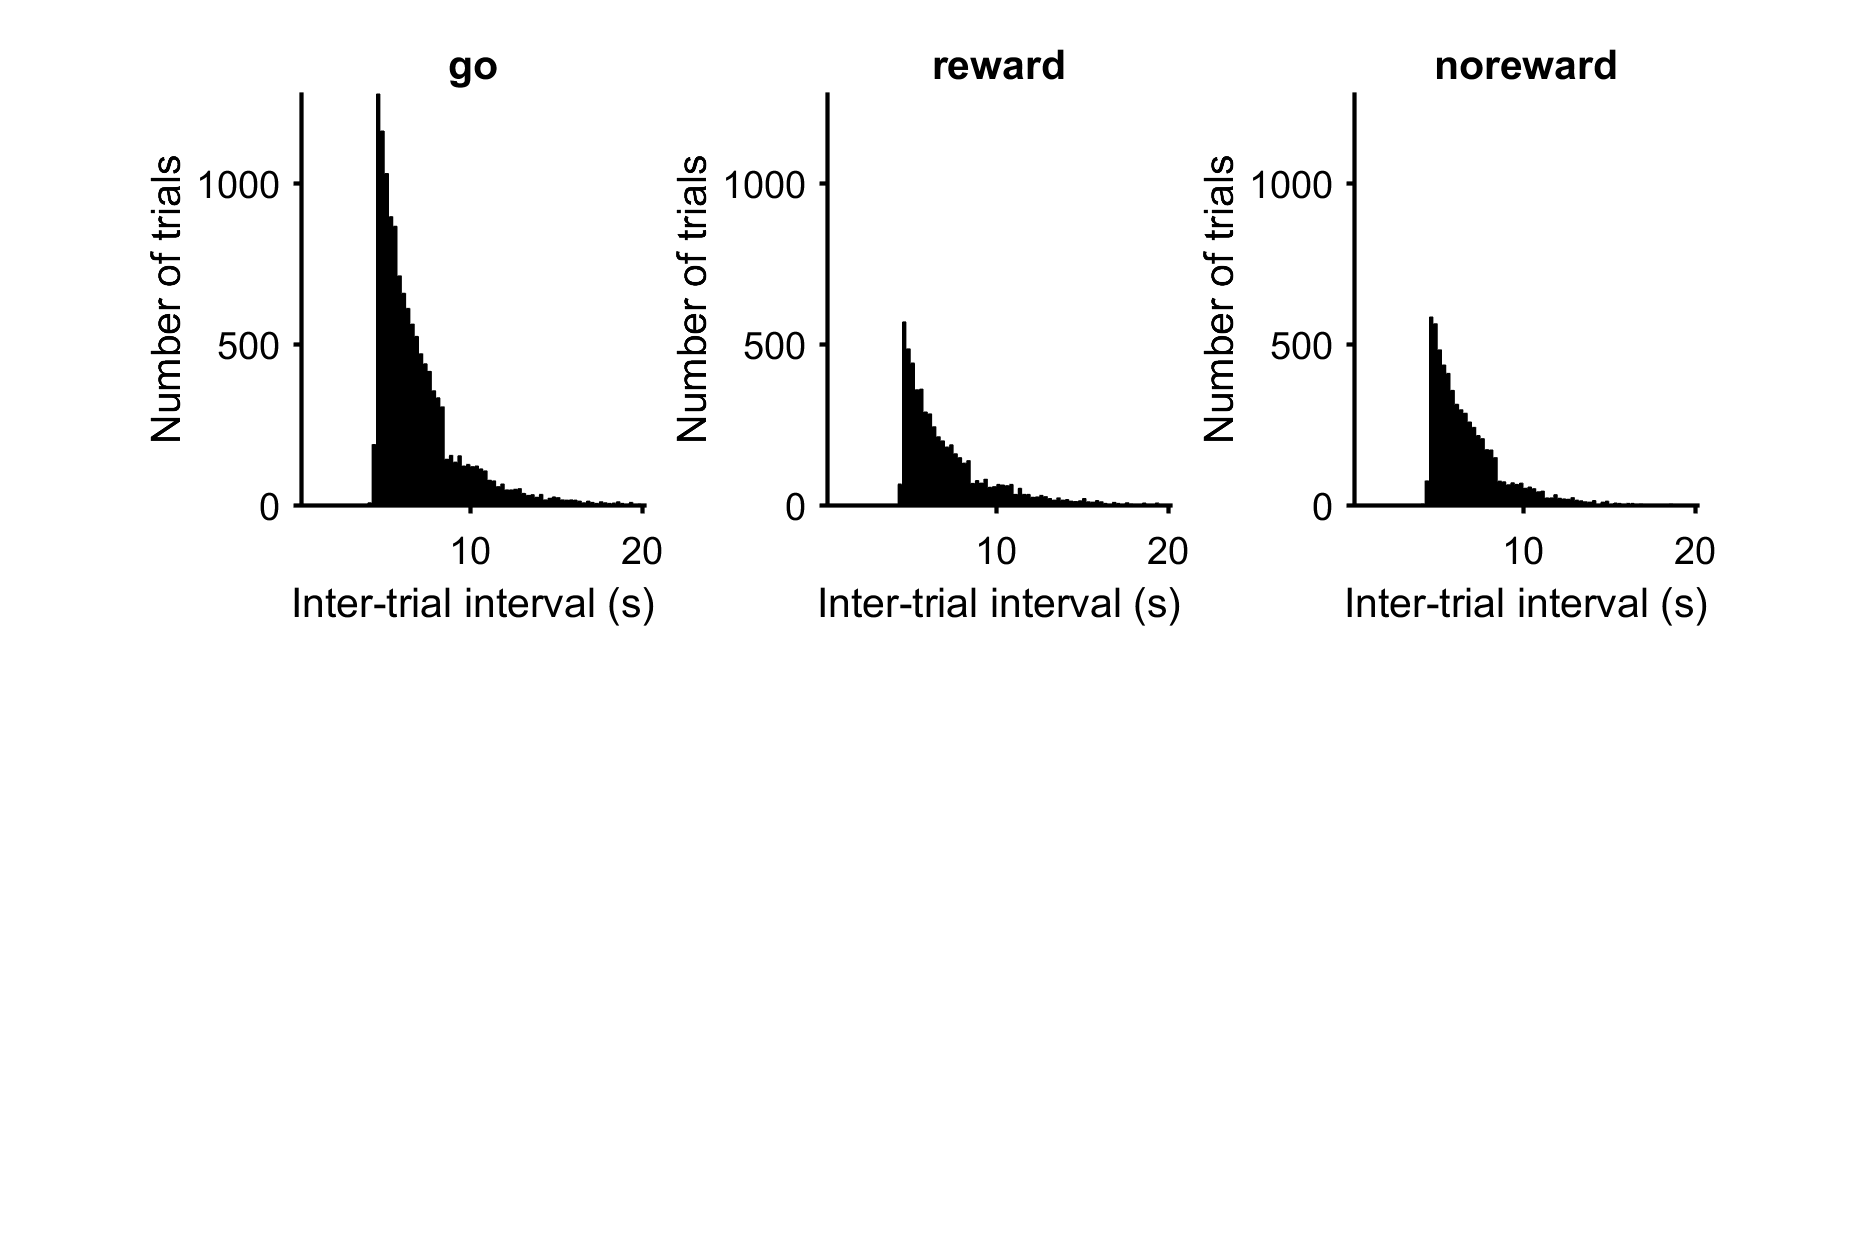 go
Number of trials
1000
500
0
10
20
Inter-trial interval (s)
reward
Number of trials
1000
500
0
10
20
Inter-trial interval (s)
noreward
Number of trials
1000
500
0
10
20
Inter-trial interval (s)